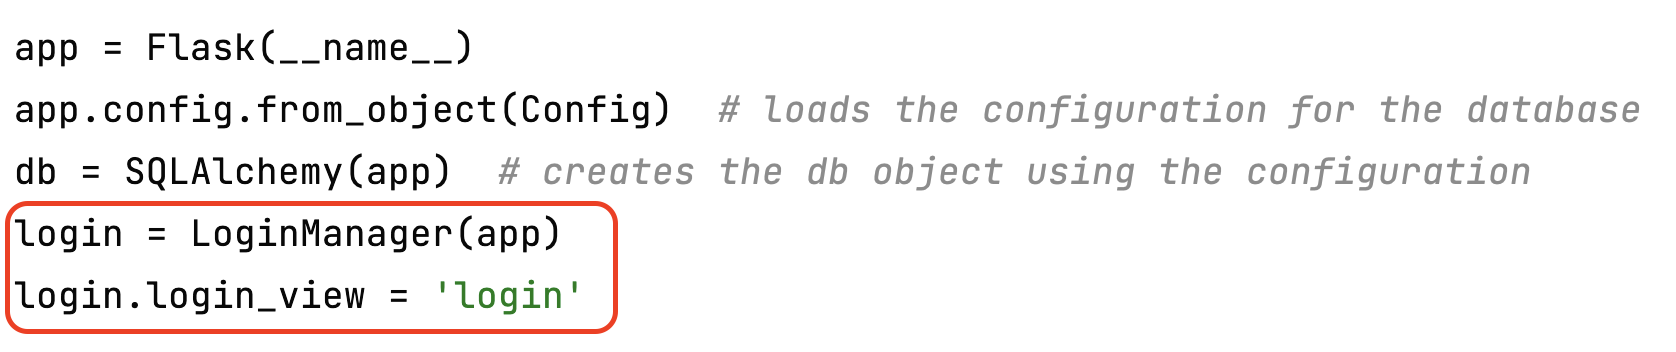 app = Flask(__name__)
app.config.from_object(Config)  # loads the configuration for the database
db = SQLAlchemy(app)  # creates the db object using the configuration
login = LoginManager(app)
login.login_view = 'login'